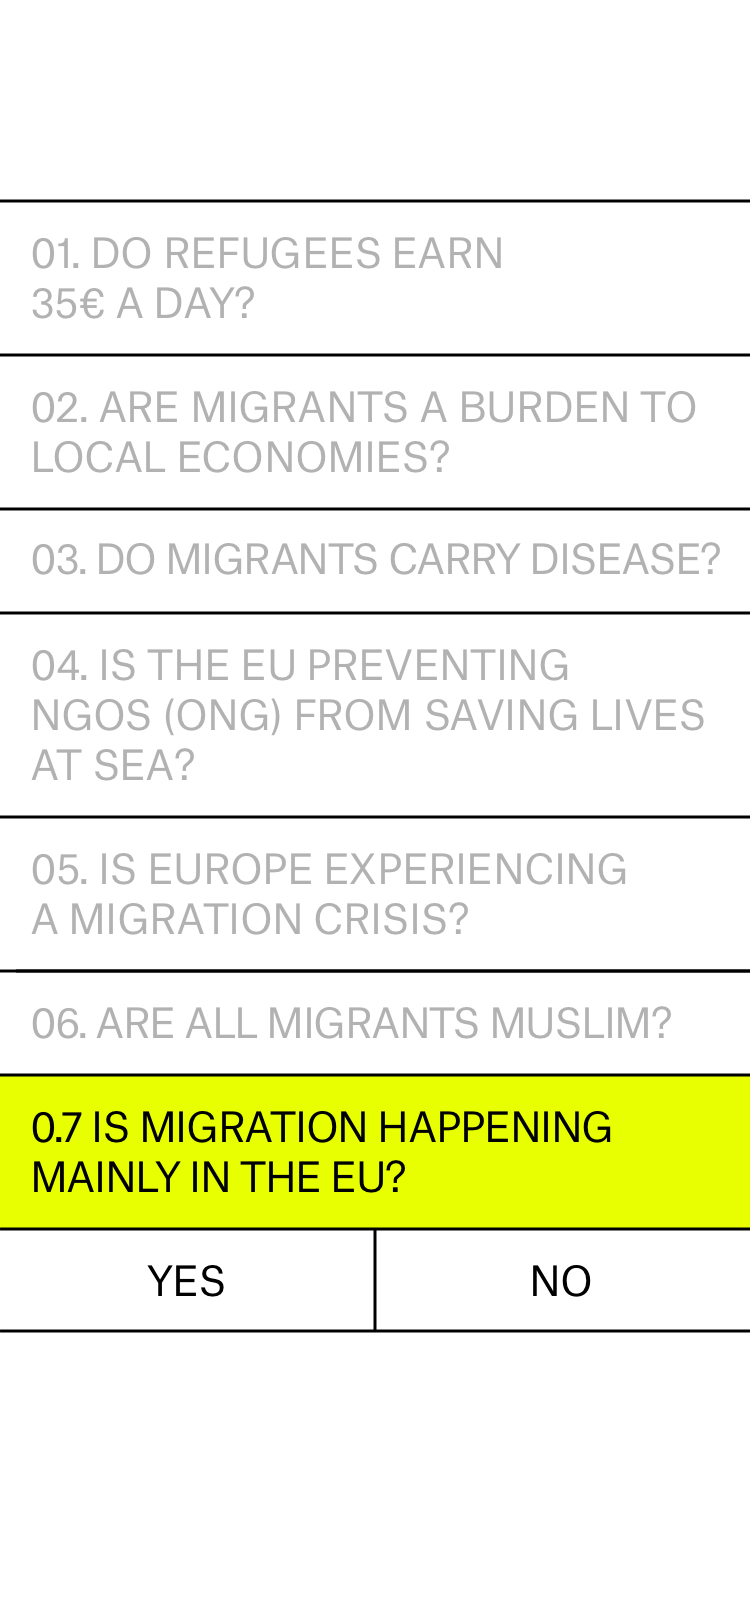 01. DO REFUGEES EARN
35€ A DAY?
02. ARE MIGRANTS A BURDEN TO
LOCAL ECONOMIES?
03. DO MIGRANTS CARRY DISEASE?
04. IS THE EU PREVENTING
NGOS (ONG) FROM SAVING LIVES
AT SEA?
05. IS EUROPE EXPERIENCING
A MIGRATION CRISIS?
06. ARE ALL MIGRANTS MUSLIM?
0.7 IS MIGRATION HAPPENING
MAINLY IN THE EU?
YES
NO